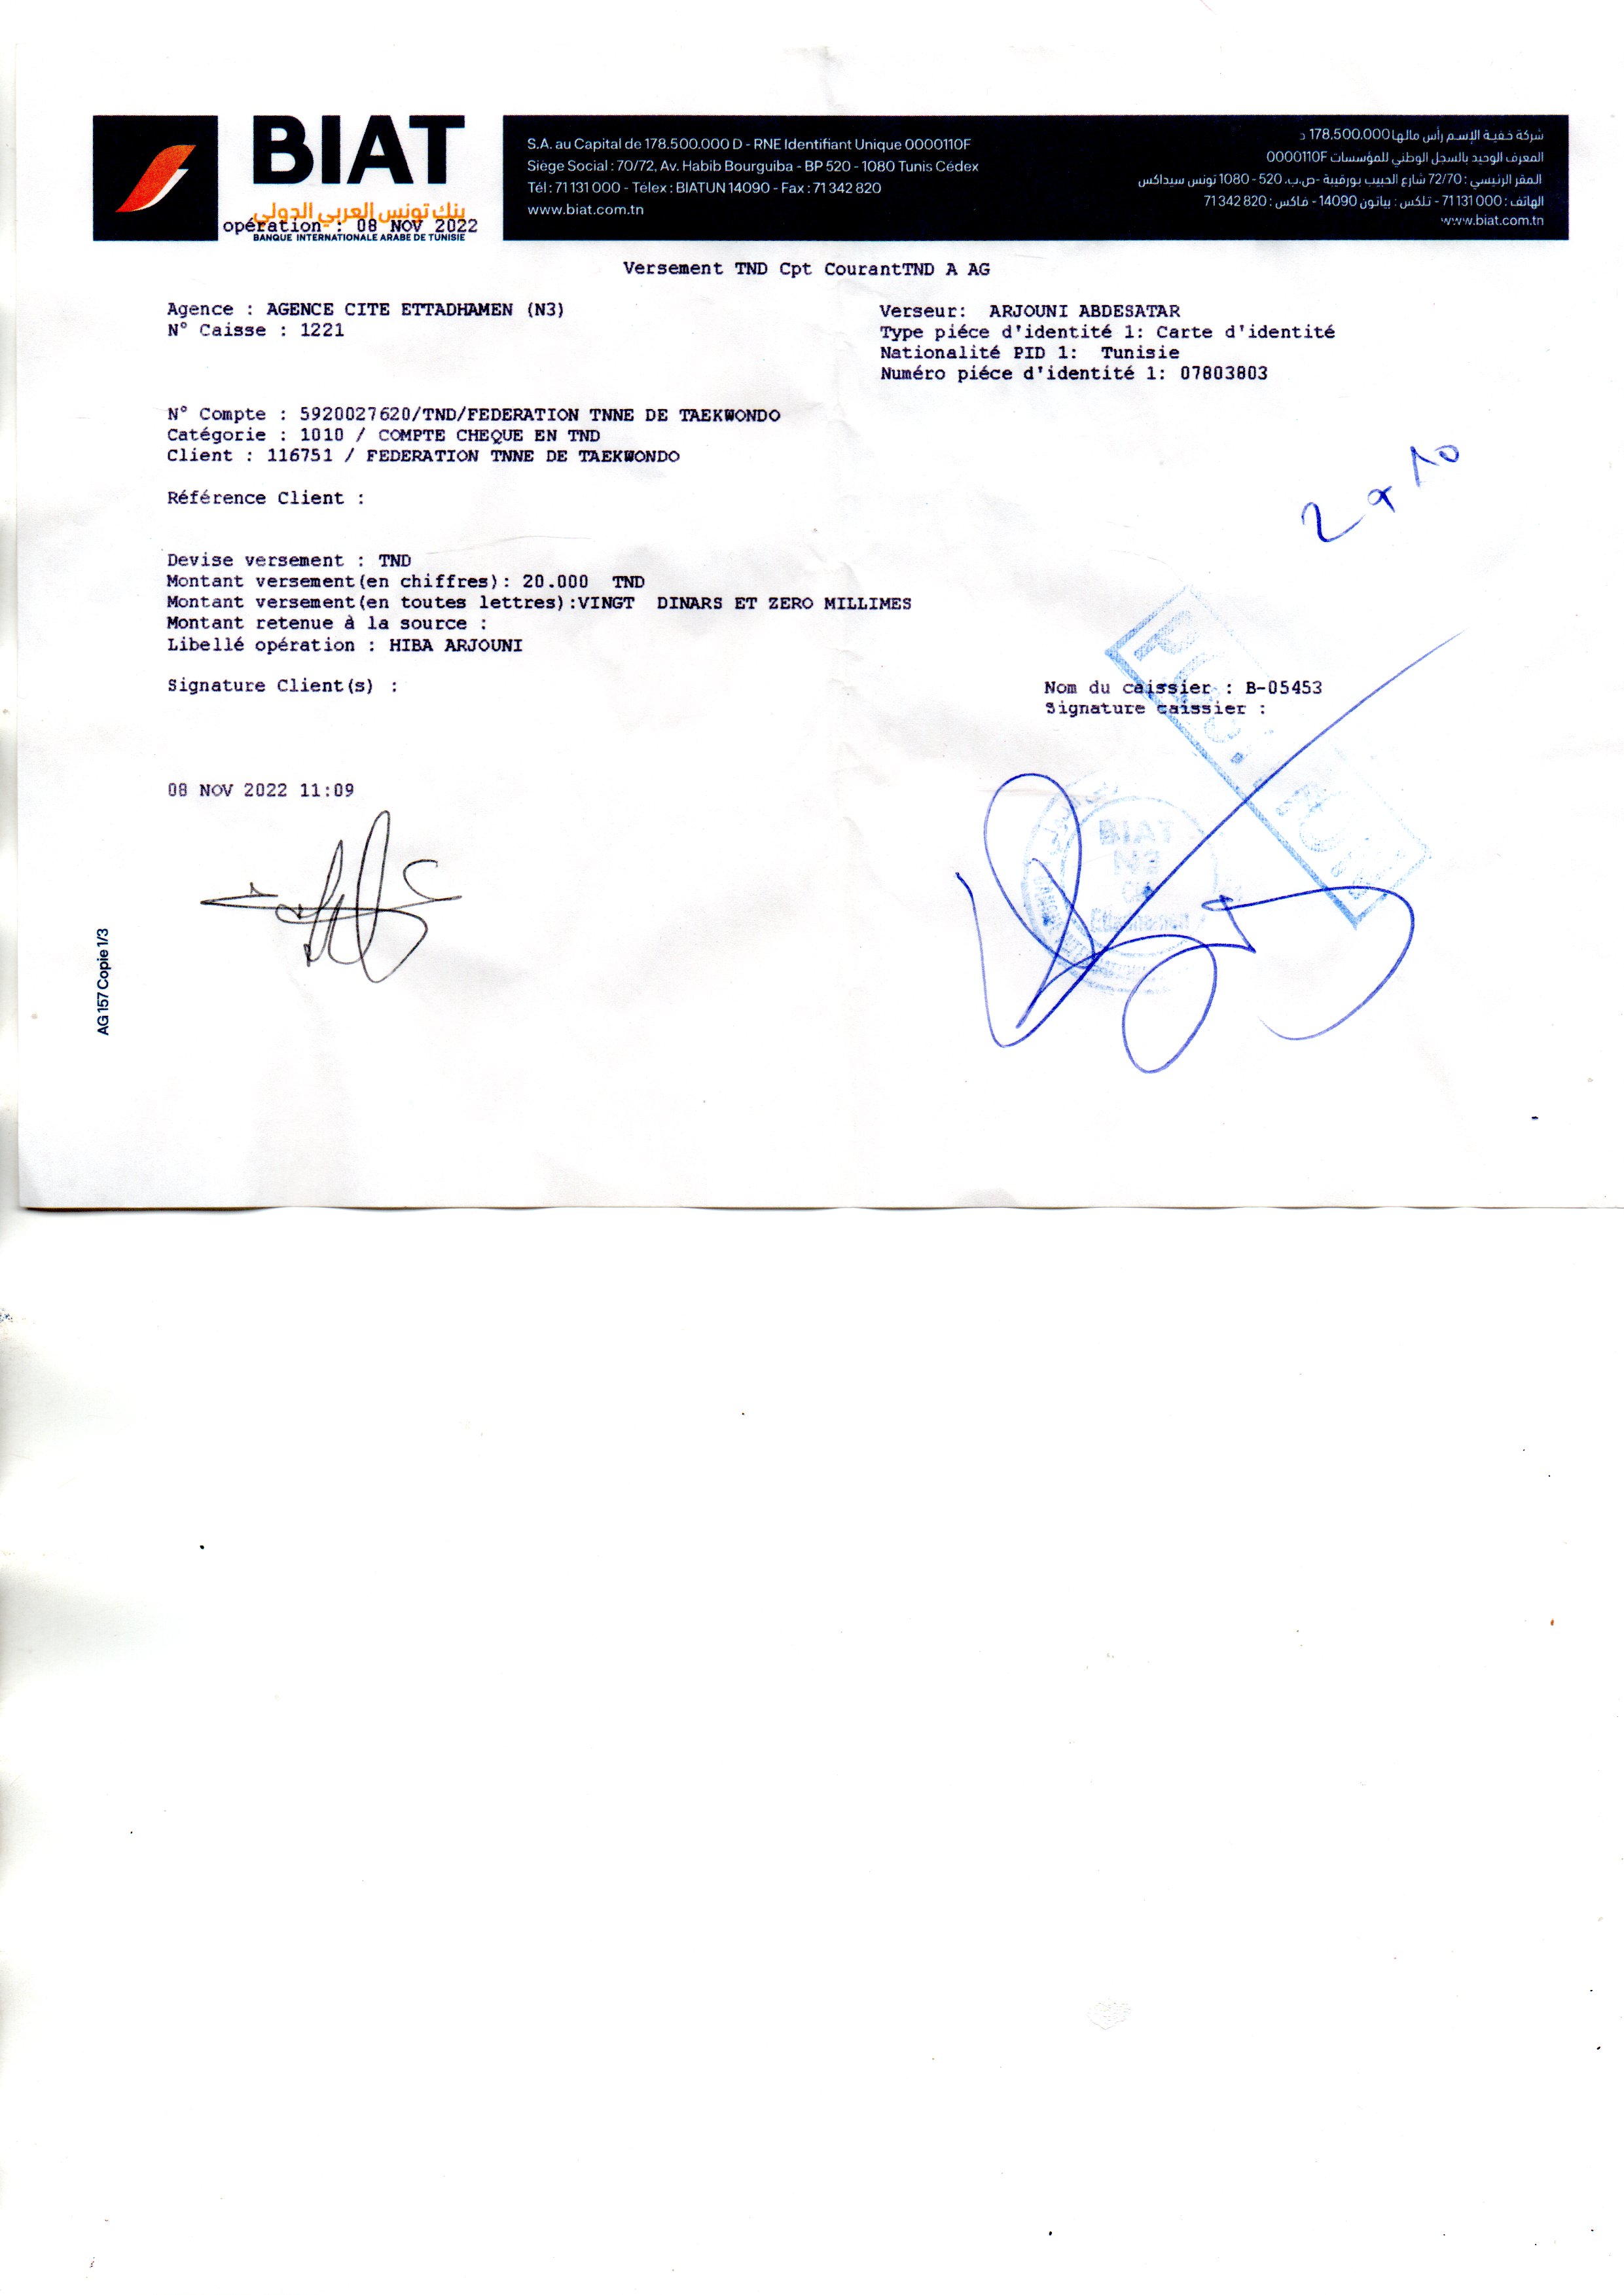 BIAT
بنك تونس العربي الدولي
opération : 08 NOV 2022
BANQUE INTERNATIONALE ARABE DE TUNISIE
S.A. au Capital de 178.500.000 D - RNE Identifiant Unique 0000110F
Siège Social : 70/72, Av. Habib Bourguiba - BP 520 - 1080 Tunis Cédex
Tél : 71 131 000 - Télex : BIATUN 14090 - Fax : 71 342 820
www.biat.com.tn
شركة خفية الإسم رأس مالها 178.500.000 د
المعرف الوحيد بالسجل الوطني للمؤسسات 0000110F
المقر الرئيسي : 72/70 شارع الحبيب بورقيبة -ص.ب. 520 - 1080 تونس سيداكس
الهاتف : 000 131 71 - تلكس : بياتون 14090 - فاكس : 820 342 71
www.biat.com.tn
Versement TND Cpt CourantTND A AG
Agence : AGENCE CITE ETTADHAMEN (N3)
N° Caisse : 1221
Verseur: ARJOUNI ABDESATAR
Type piéce d'identité 1: Carte d'identité
Nationalité PID 1: Tunisie
Numéro piéce d'identité 1: 07803803
N° Compte : 5920027620/TND/FEDERATION TNNE DE TAEKWONDO
Catégorie : 1010 / COMPTE CHEQUE EN TND
Client : 116751 / FEDERATION TNNE DE TAEKWONDO
Référence Client :
2 x 10
Devise versement : TND
Montant versement(en chiffres): 20.000 TND
Montant versement(en toutes lettres):VINGT DINARS ET ZERO MILLIMES
Montant retenue à la source :
Libellé opération : HIBA ARJOUNI
Signature Client(s) :
Nom du caissier : B-05453
Signature caissier :
08 NOV 2022 11:09
BIAT
N3
AG 157 Copie 1/3